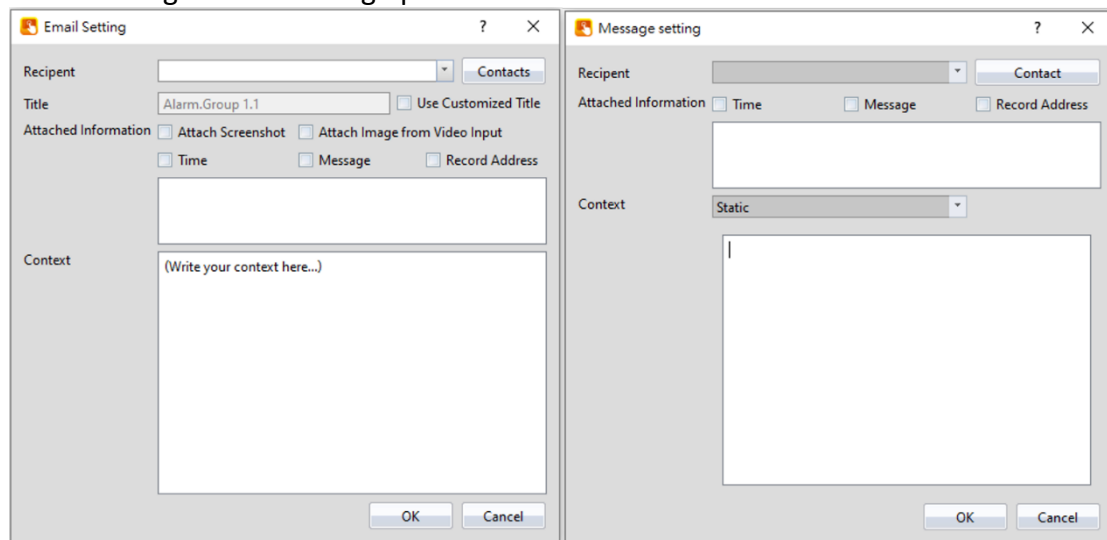 Email Setting ? ×
Recipent Contacts
Title Alarm.Group 1.1 Use Customized Title
Attached Information Attach Screenshot Attach Image from Video Input
Time Message Record Address
Context (Write your context here...)
OK Cancel
Message setting ? ×
Recipent Contact
Attached Information Time Message Record Address
Context Static
OK Cancel